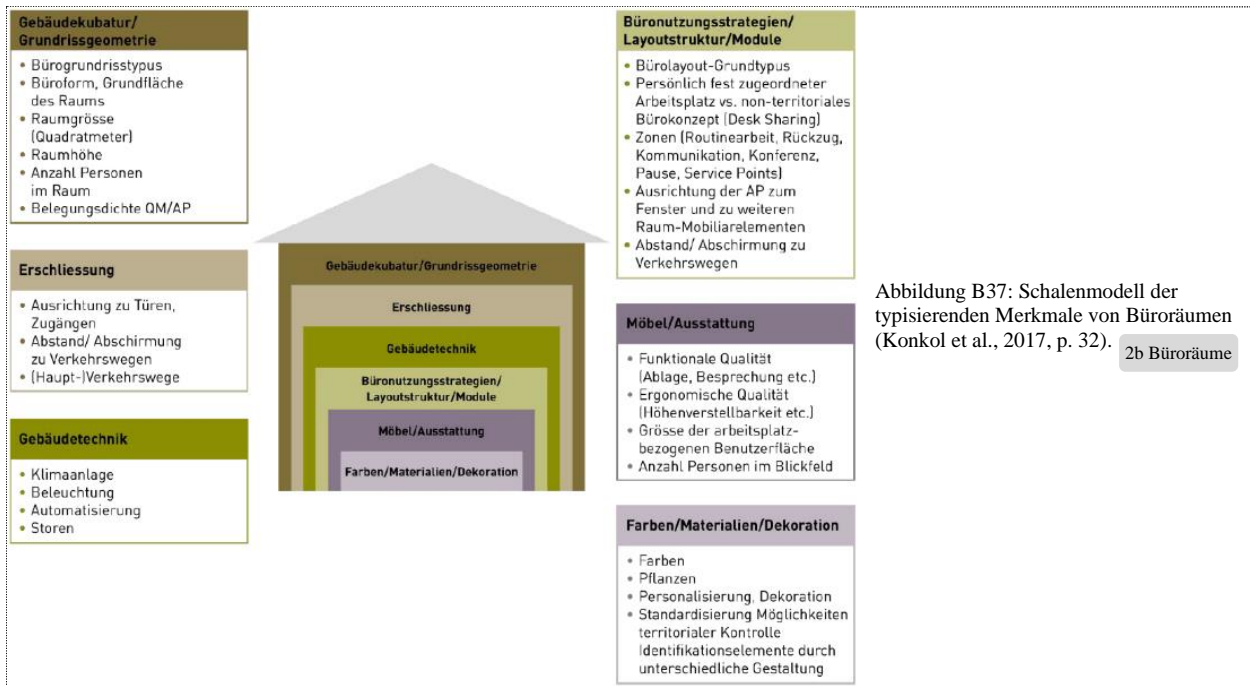 Gebäudekubatur/
Grundrissgeometrie
• Bürogrundrisstypus
• Büroform, Grundfläche
des Raums
• Raumgrösse
(Quadratmeter)
• Raumhöhe
• Anzahl Personen
im Raum
• Belegungsdichte QM/AP
Erschliessung
• Ausrichtung zu Türen,
Zugängen
• Abstand/ Abschirmung
zu Verkehrswegen
• (Haupt-)Verkehrswege
Gebäudetechnik
• Klimaanlage
• Beleuchtung
• Automatisierung
• Storen
Gebäudekubatur/Grundrissgeometrie
Erschliessung
Gebäudetechnik
Büronutzungsstrategien/
Layoutstruktur/Module
Möbel/Ausstattung
Farben/Materialien/Dekoration
Büronutzungsstrategien/
Layoutstruktur/Module
• Bürolayout-Grundtypus
• Persönlich fest zugeordneter
Arbeitsplatz vs. non-territoriales
Bürokonzept (Desk Sharing)
• Zonen (Routinearbeit, Rückzug,
Kommunikation, Konferenz,
Pause, Service Points)
• Ausrichtung der AP zum
Fenster und zu weiteren
Raum-Mobiliarelementen
• Abstand/ Abschirmung zu
Verkehrswegen
Möbel/Ausstattung
• Funktionale Qualität
(Ablage, Besprechung etc.)
• Ergonomische Qualität
(Höhenverstellbarkeit etc.)
• Grösse der arbeitsplatz-
bezogenen Benutzerfläche
• Anzahl Personen im Blickfeld
Farben/Materialien/Dekoration
• Farben
• Pflanzen
• Personalisierung, Dekoration
• Standardisierung Möglichkeiten
territorialer Kontrolle
Identifikationselemente durch
unterschiedliche Gestaltung
Abbildung B37: Schalenmodell der
typisierenden Merkmale von Büroräumen
(Konkol et al., 2017, p. 32).
2b Büroräume